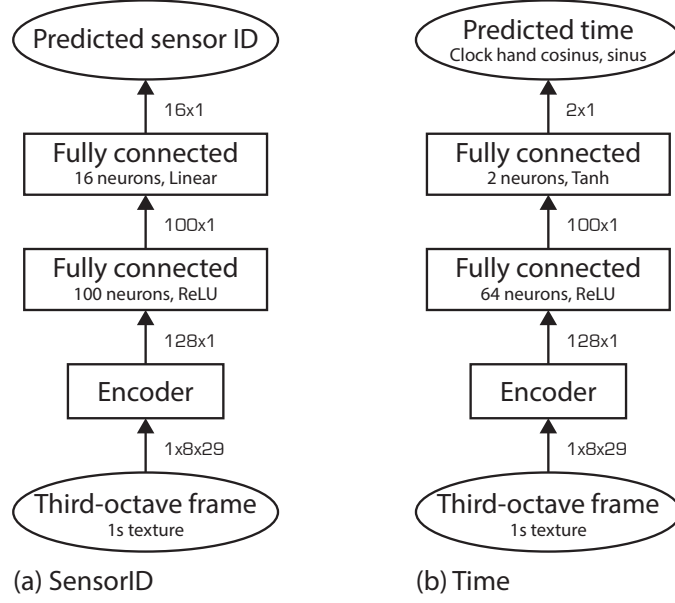 Predicted sensor ID
16x1
Fully connected
16 neurons, Linear
100x1
Fully connected
100 neurons, ReLU
128x1
Encoder
1x8x29
Third-octave frame
1s texture
(a) SensorID
Predicted time
Clock hand cosinus, sinus
2x1
Fully connected
2 neurons, Tanh
100x1
Fully connected
64 neurons, ReLU
128x1
Encoder
1x8x29
Third-octave frame
1s texture
(b) Time